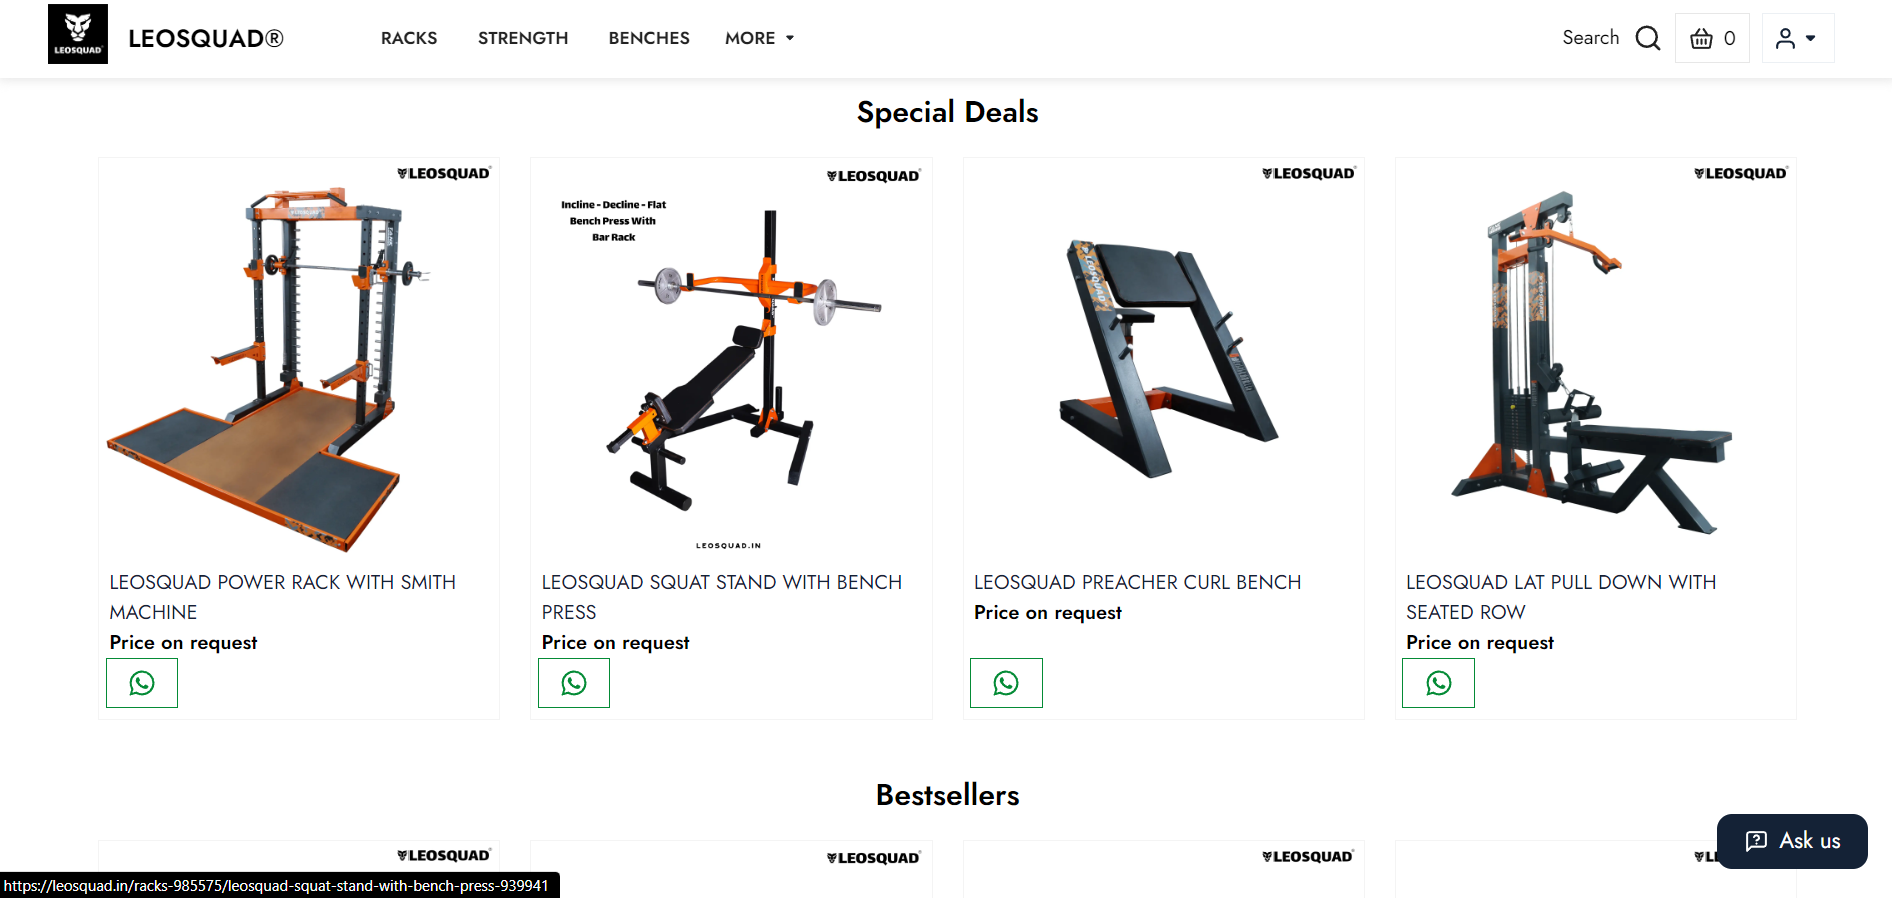 LEOSQUAD®
LEOSQUAD®
RACKS
STRENGTH
BENCHES
MORE
Search
0
Special Deals
LEOSQUAD®
LEOSQUAD®
Incline - Decline - Flat
Bench Press With
Bar Rack
LEOSQUAD.IN
LEOSQUAD®
LEOSQUAD
LEOSQUAD®
LEOSQUAD POWER RACK WITH SMITH
MACHINE
Price on request
LEOSQUAD SQUAT STAND WITH BENCH
PRESS
Price on request
LEOSQUAD PREACHER CURL BENCH
Price on request
LEOSQUAD LAT PULL DOWN WITH
SEATED ROW
Price on request
Bestsellers
LEOSQUAD®
LEOSQUAD®
LEOSQUAD®
Ask us
https://leosquad.in/racks-985575/leosquad-squat-stand-with-bench-press-939941